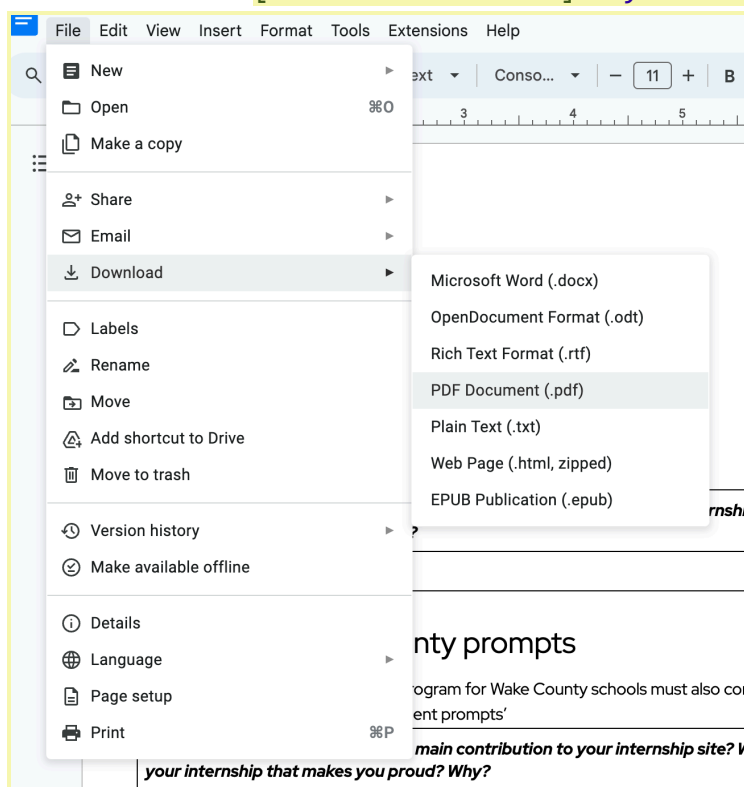 File Edit View Insert Format Tools Extensions Help
New
ext Conso... 11 B
Open ⌘O
3 4 5
Make a copy
Share
Email
Download
Microsoft Word (.docx)
OpenDocument Format (.odt)
Labels
Rich Text Format (.rtf)
Rename
PDF Document (.pdf)
Move
Plain Text (.txt)
Add shortcut to Drive
Web Page (.html, zipped)
Move to trash
EPUB Publication (.epub)
rnshi
Version history
?
Make available offline
Details
nty prompts
Language
ogram for Wake County schools must also co
Page setup
ent prompts’
Print ⌘P
main contribution to your internship site? W
your internship that makes you proud? Why?